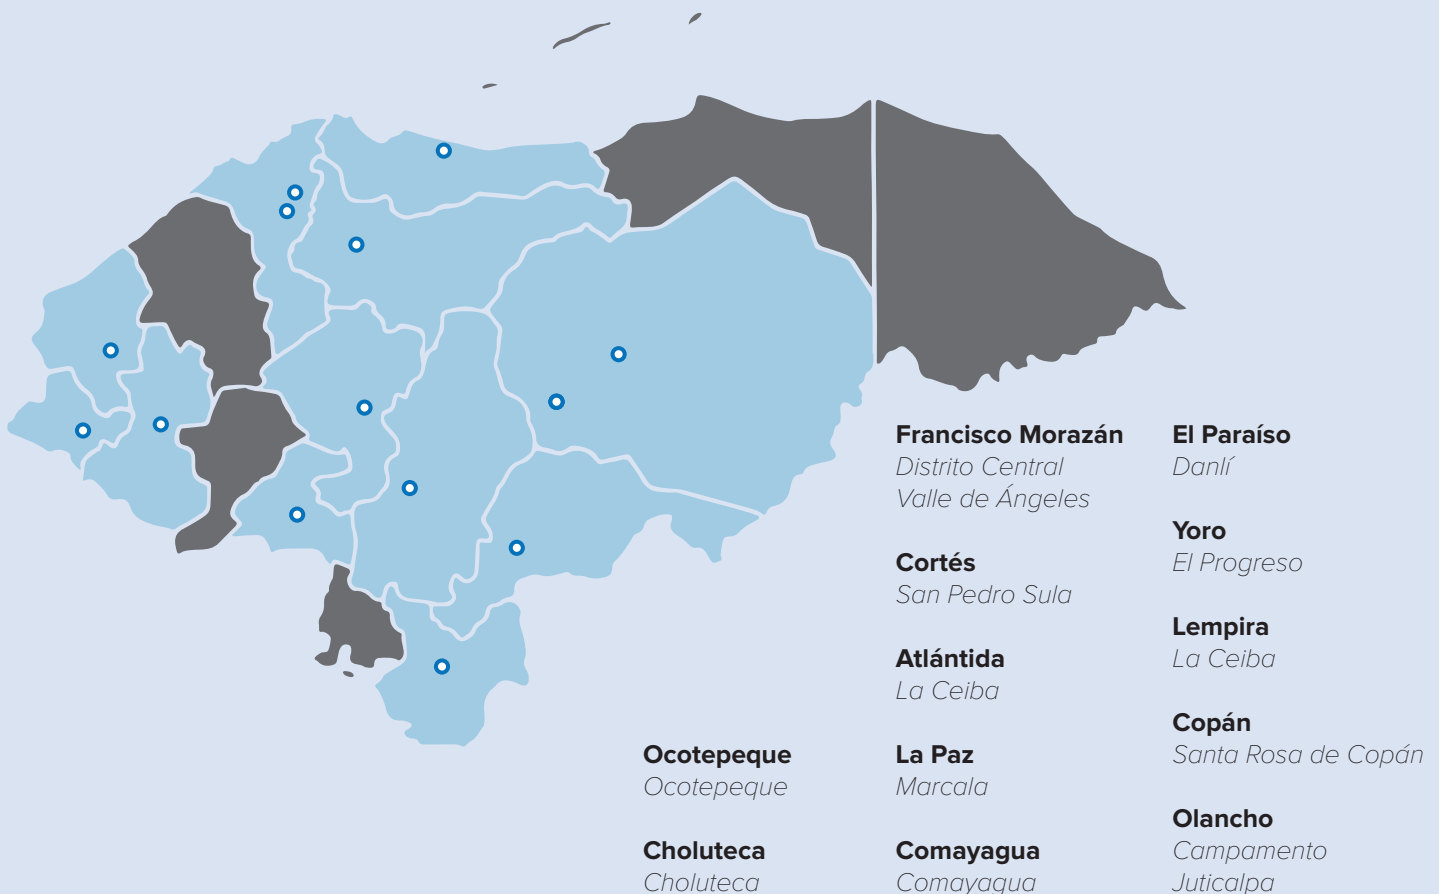 Francisco Morazán
Distrito Central
Valle de Ángeles
Cortés
San Pedro Sula
Atlántida
La Ceiba
Ocotepeque
Ocotepeque
La Paz
Marcala
Choluteca
Choluteca
Comayagua
Comayagua
El Paraíso
Danlí
Yoro
El Progreso
Lempira
La Ceiba
Copán
Santa Rosa de Copán
Olancho
Campamento
Juticalpa